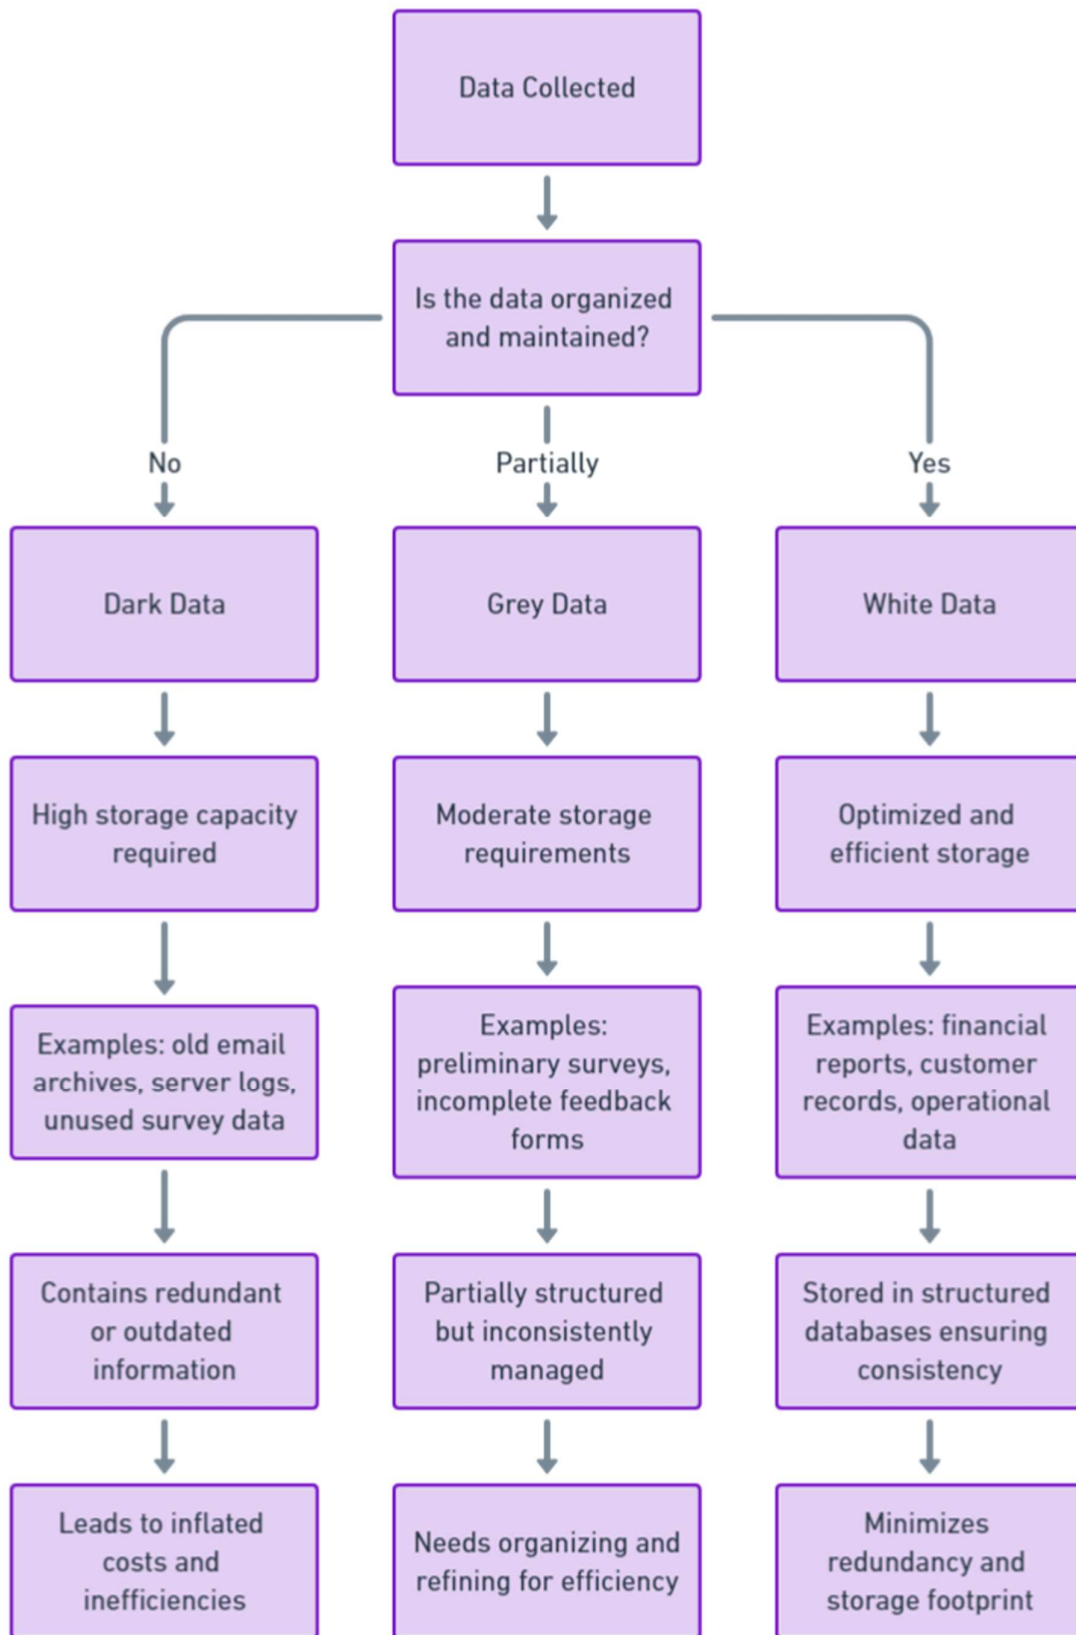 Data Collected
Is the data organized
and maintained?
No
Partially
Yes
Dark Data
Grey Data
White Data
High storage capacity
required
Moderate storage
requirements
Optimized and
efficient storage
Examples: old email
archives, server logs,
unused survey data
Examples:
preliminary surveys,
incomplete feedback
forms
Examples: financial
reports, customer
records, operational
data
Contains redundant
or outdated
information
Partially structured
but inconsistently
managed
Stored in structured
databases ensuring
consistency
Leads to inflated
costs and
inefficiencies
Needs organizing and
refining for efficiency
Minimizes
redundancy and
storage footprint